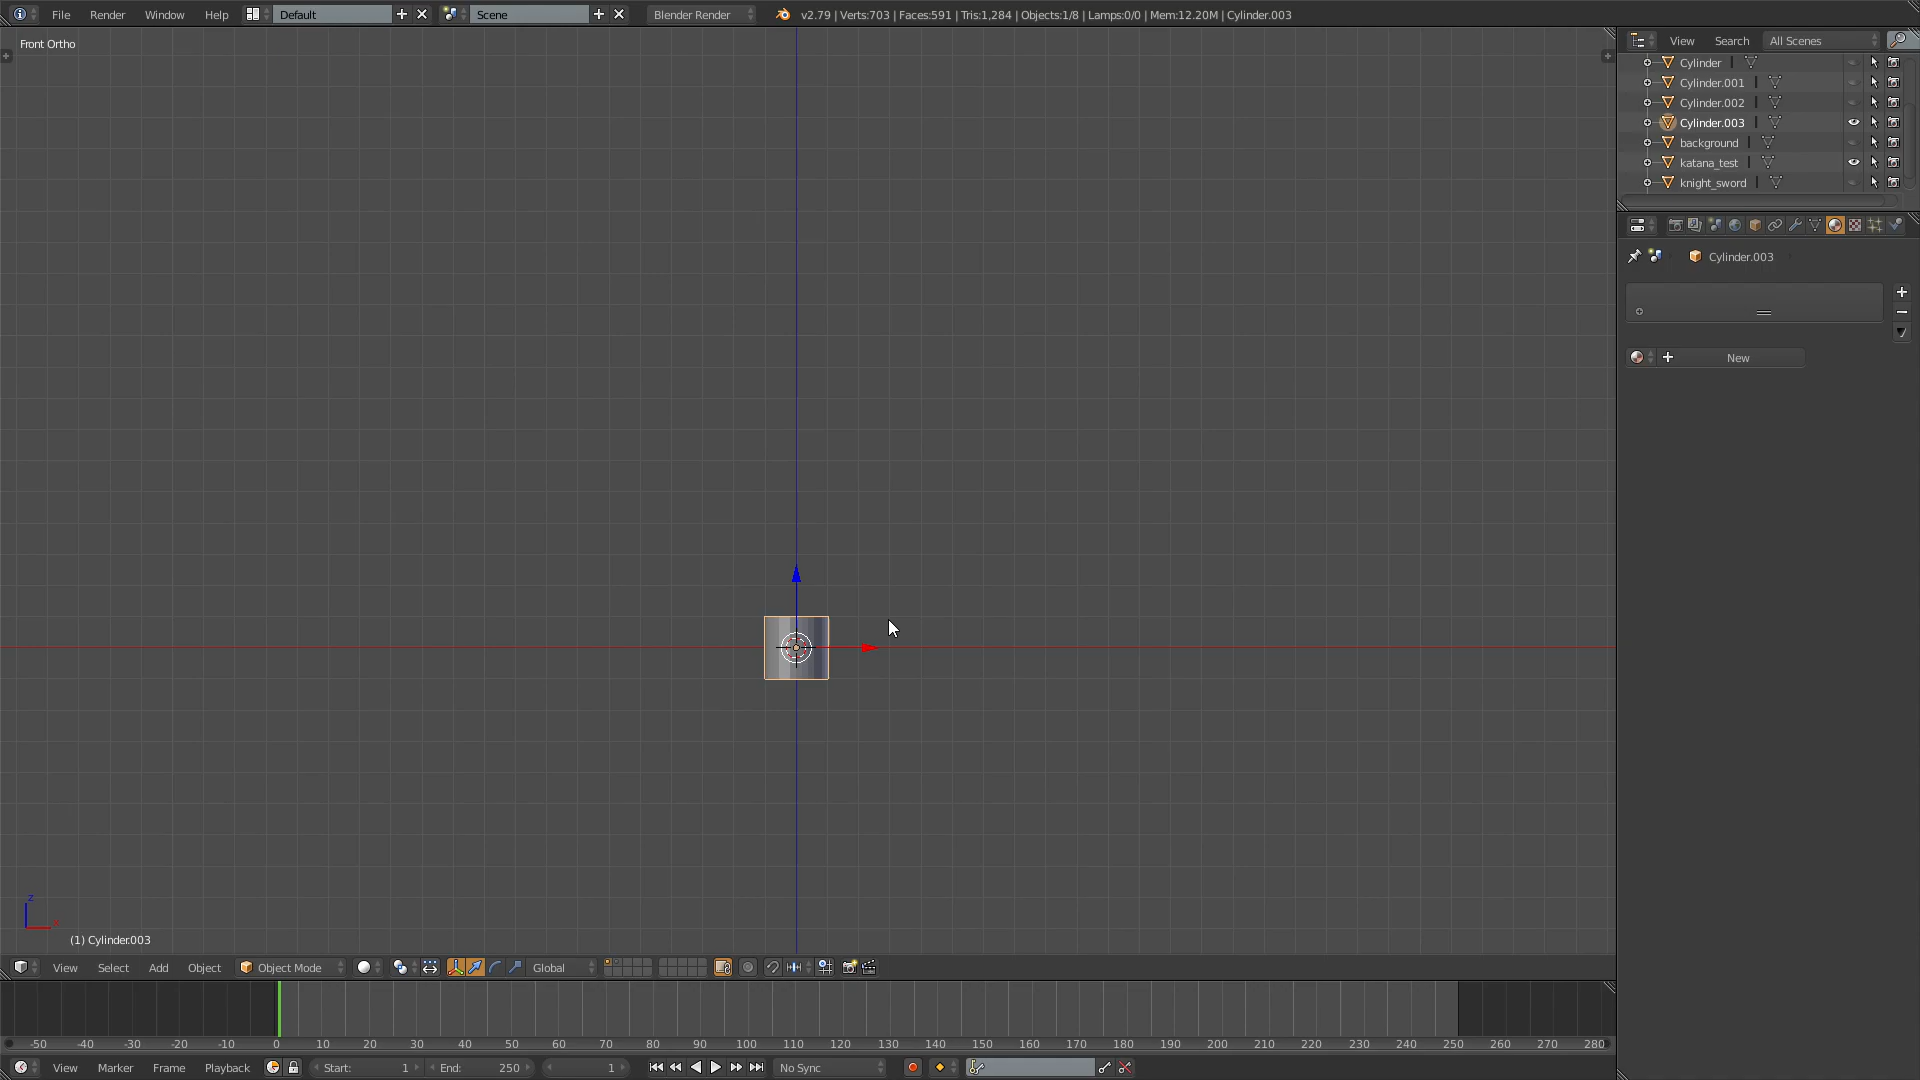 File Render Window Help Default Scene Blender Render v2.79 | Verts:703 | Faces:591 | Tris:1,284 | Objects:1/8 | Lamps:0/0 | Mem:12.20M | Cylinder.003
Front Ortho
View Search All Scenes
Cylinder
Cylinder.001
Cylinder.002
Cylinder.003
background
katana_test
knight_sword
Cylinder.003
New
z
x
(1) Cylinder.003
View Select Add Object Object Mode Global
-50 -40 -30 -20 -10 0 10 20 30 40 50 60 70 80 90 100 110 120 130 140 150 160 170 180 190 200 210 220 230 240 250 260 270 280
View Marker Frame Playback Start: 1 End: 250 1 No Sync